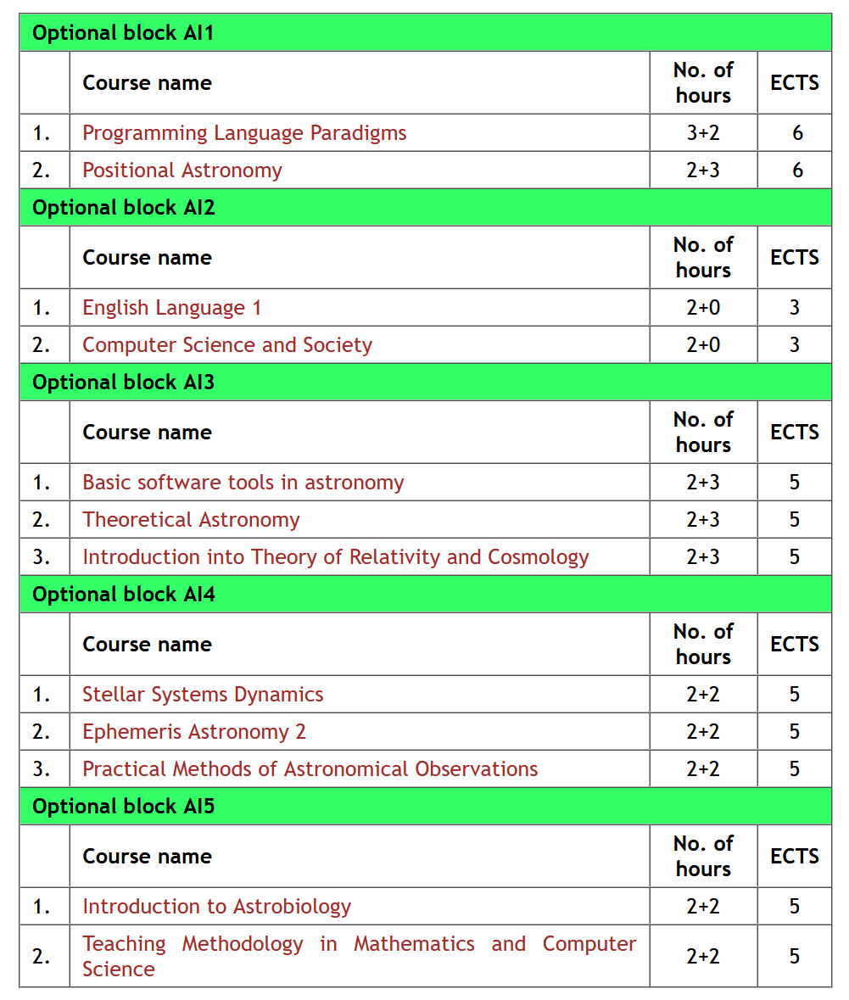 Optional block AI1
Course name No. of hours ECTS
1. Programming Language Paradigms 3+2 6
2. Positional Astronomy 2+3 6
Optional block AI2
Course name No. of hours ECTS
1. English Language 1 2+0 3
2. Computer Science and Society 2+0 3
Optional block AI3
Course name No. of hours ECTS
1. Basic software tools in astronomy 2+3 5
2. Theoretical Astronomy 2+3 5
3. Introduction into Theory of Relativity and Cosmology 2+3 5
Optional block AI4
Course name No. of hours ECTS
1. Stellar Systems Dynamics 2+2 5
2. Ephemeris Astronomy 2 2+2 5
3. Practical Methods of Astronomical Observations 2+2 5
Optional block AI5
Course name No. of hours ECTS
1. Introduction to Astrobiology 2+2 5
2. Teaching Methodology in Mathematics and Computer Science 2+2 5